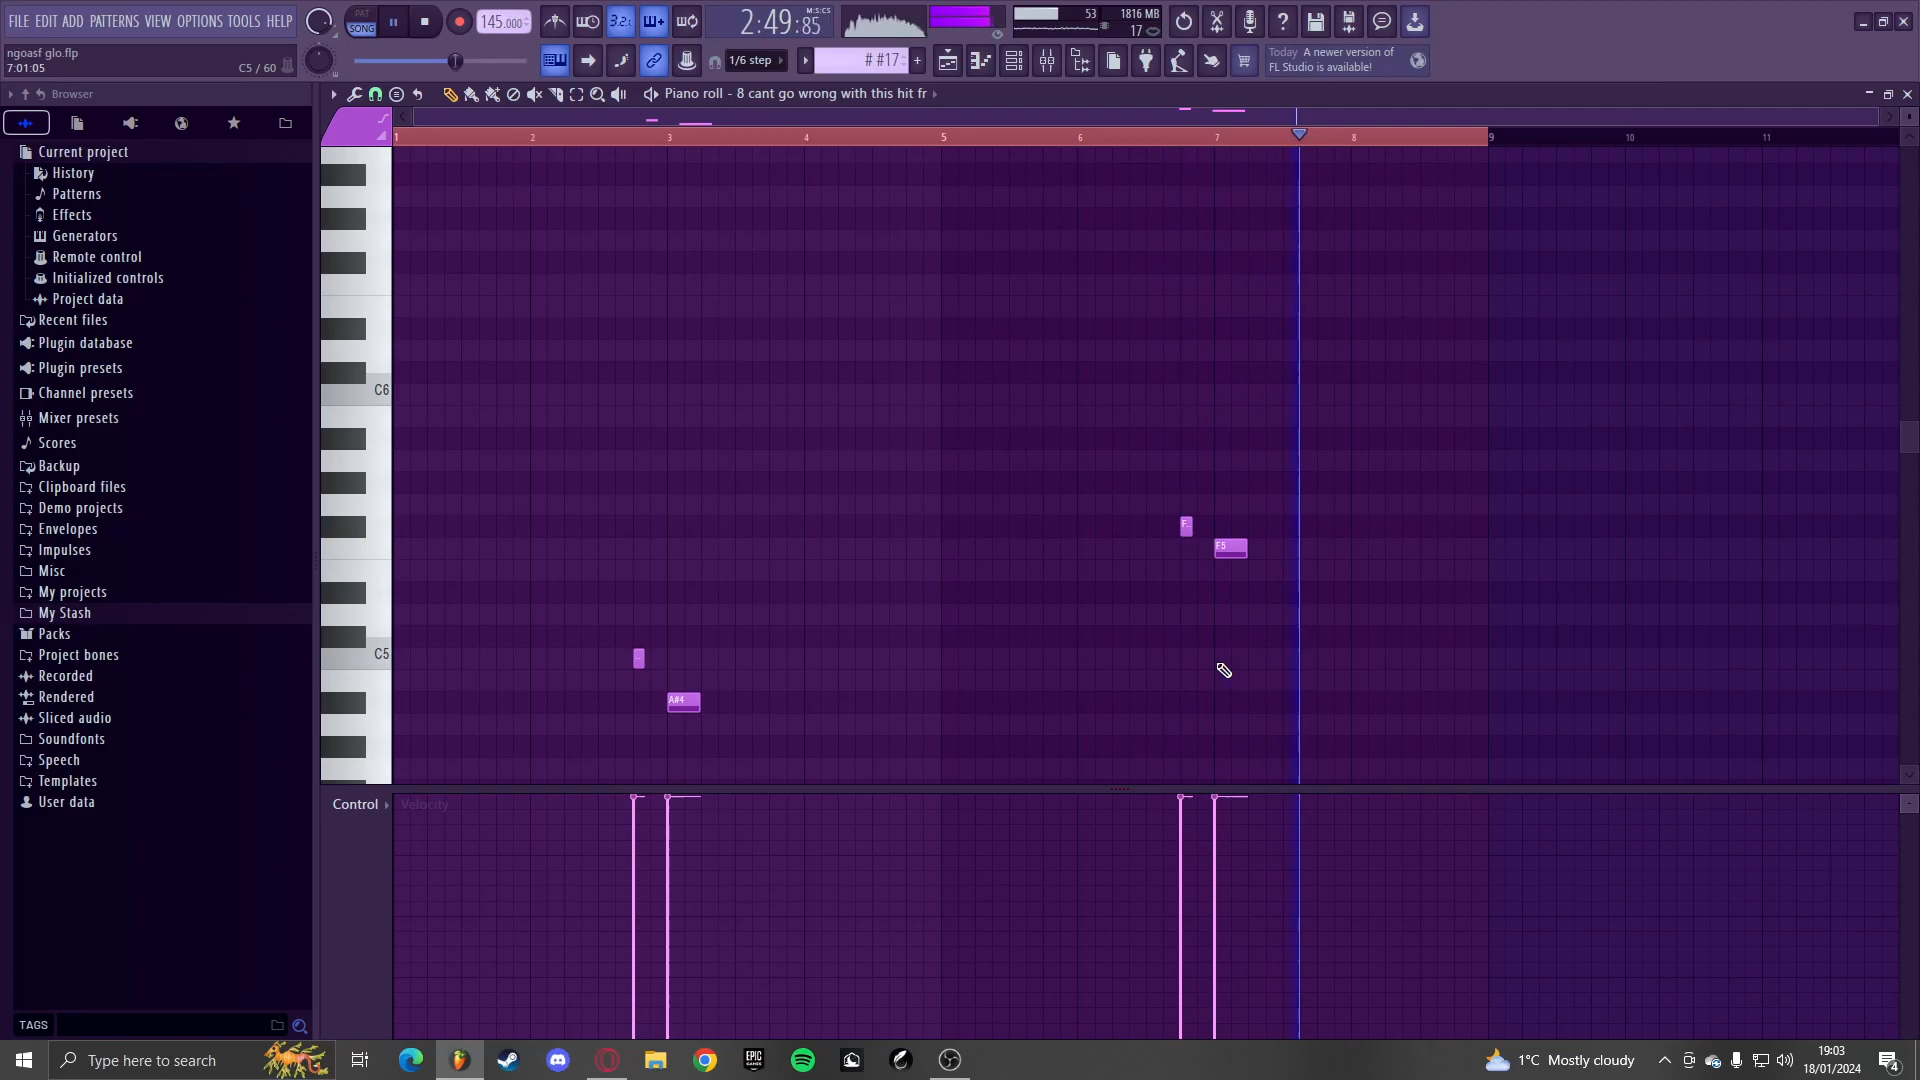 FILE EDIT ADD PATTERNS VIEW OPTIONS TOOLS HELP
PAT
SONG
145.000
3.2:
2:49:85
M:S:CS
53
1816 MB
17
ngoasf glo.flp
7:01:05
C5 / 60
1/6 step
# #17
Today A newer version of
FL Studio is available!
Browser
Piano roll - 8 cant go wrong with this hit fr
1
2
3
4
5
6
7
8
9
10
11
Current project
History
Patterns
Effects
Generators
Remote control
Initialized controls
Project data
Recent files
Plugin database
Plugin presets
Channel presets
Mixer presets
Scores
Backup
Clipboard files
Demo projects
Envelopes
Impulses
Misc
My projects
My Stash
Packs
Project bones
Recorded
Rendered
Sliced audio
Soundfonts
Speech
Templates
User data
C6
F..
F5
C5
A#4
Control
Velocity
TAGS
Type here to search
EPIC
GAMES
1°C Mostly cloudy
19:03
18/01/2024
4